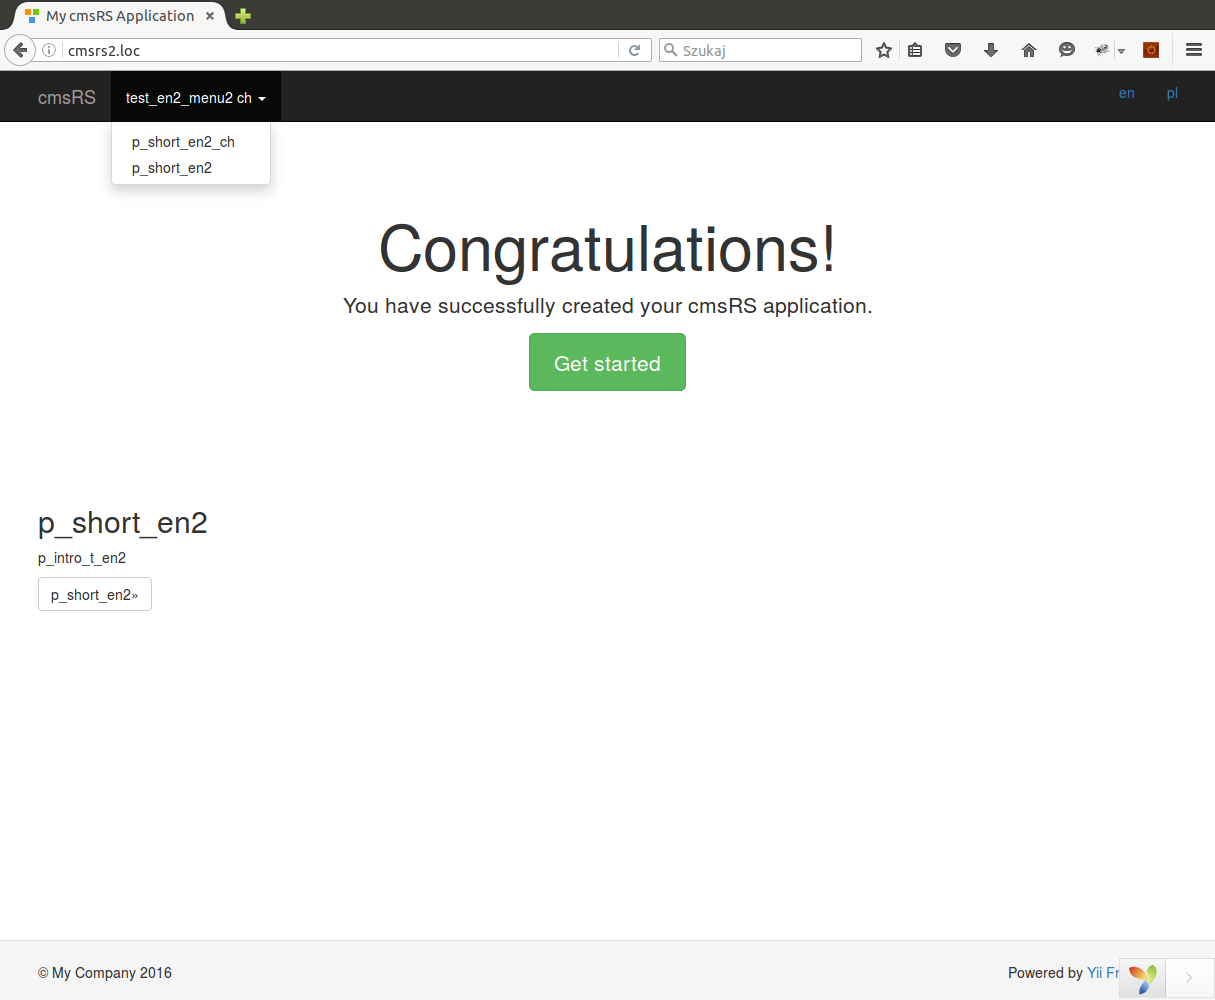 My cmsRS Application
cmsrs2.loc
Szukaj
cmsRS
test_en2_menu2 ch
en
pl
p_short_en2_ch
p_short_en2
Congratulations!
You have successfully created your cmsRS application.
Get started
p_short_en2
p_intro_t_en2
p_short_en2»
© My Company 2016
Powered by Yii Fr